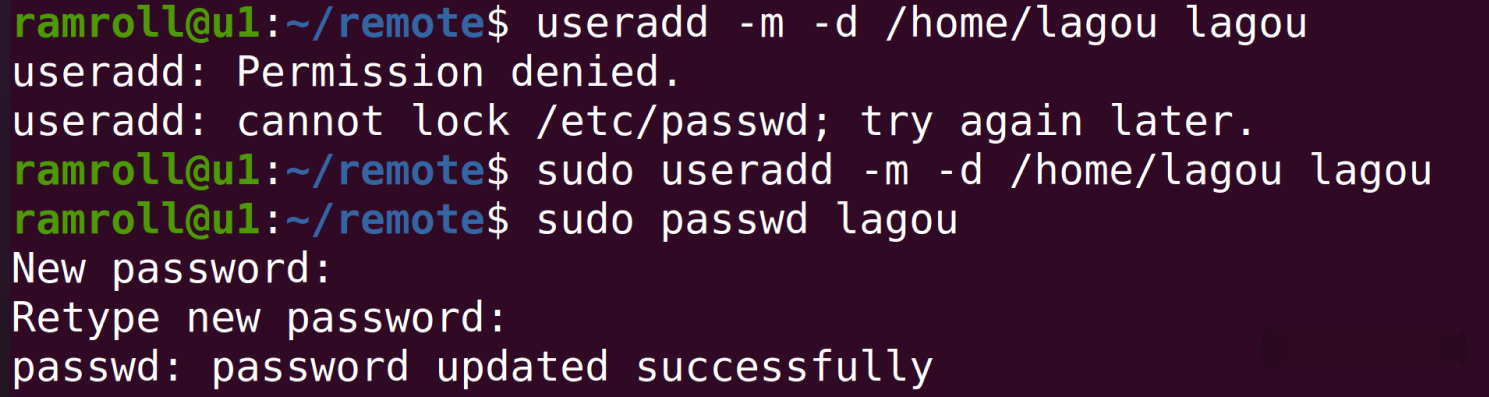 ramroll@u1:~/remote$ useradd -m -d /home/lagou lagou
useradd: Permission denied.
useradd: cannot lock /etc/passwd; try again later.
ramroll@u1:~/remote$ sudo useradd -m -d /home/lagou lagou
ramroll@u1:~/remote$ sudo passwd lagou
New password:
Retype new password:
passwd: password updated successfully